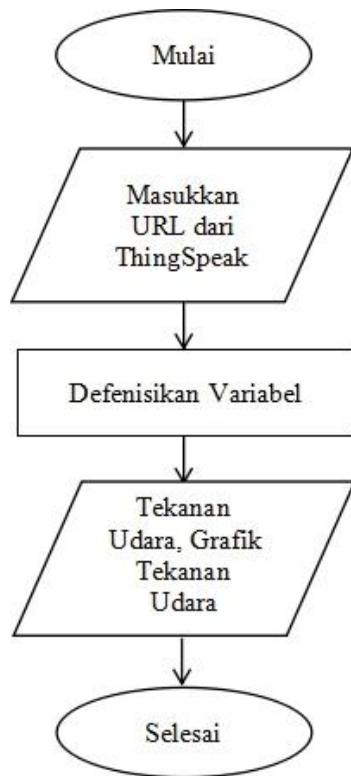 Mulai
Masukkan
URL dari
ThingSpeak
Defenisikan Variabel
Tekanan
Udara, Grafik
Tekanan
Udara
Selesai